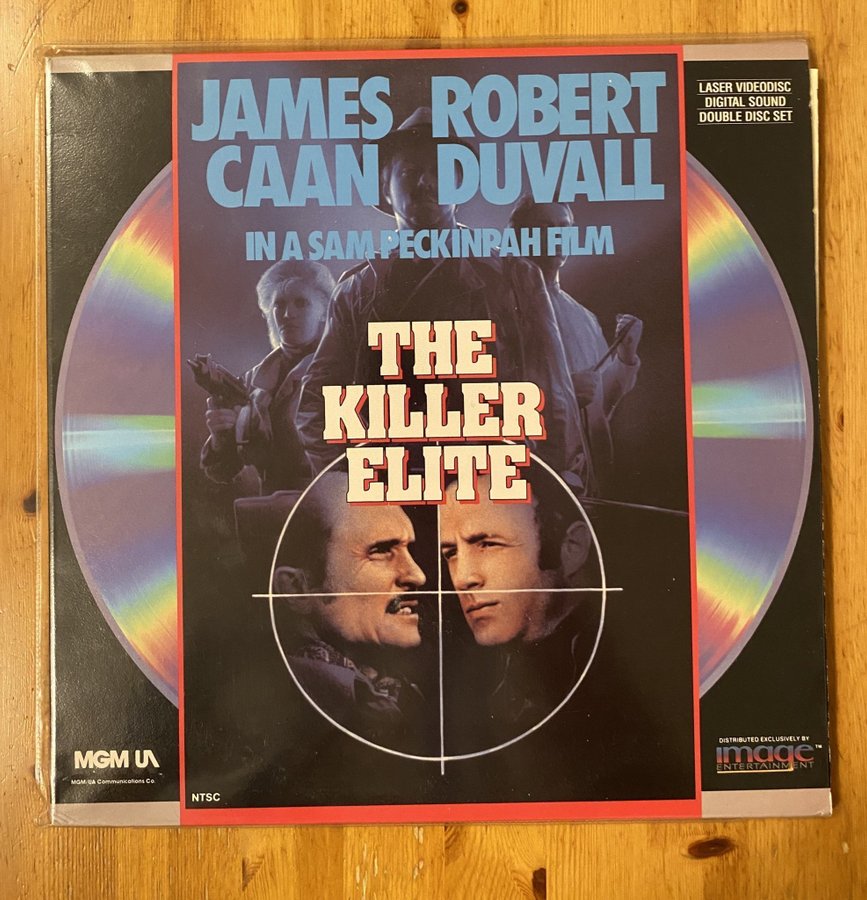 JAMES ROBERT
CAAN DUVALL
IN A SAM PECKINPAH FILM
LASER VIDEODISC
DIGITAL SOUND
DOUBLE DISC SET
THE
KILLER
ELITE
MGM UA
MGM/UA Communications Co.
NTSC
DISTRIBUTED EXCLUSIVELY BY
image™
ENTERTAINMENT